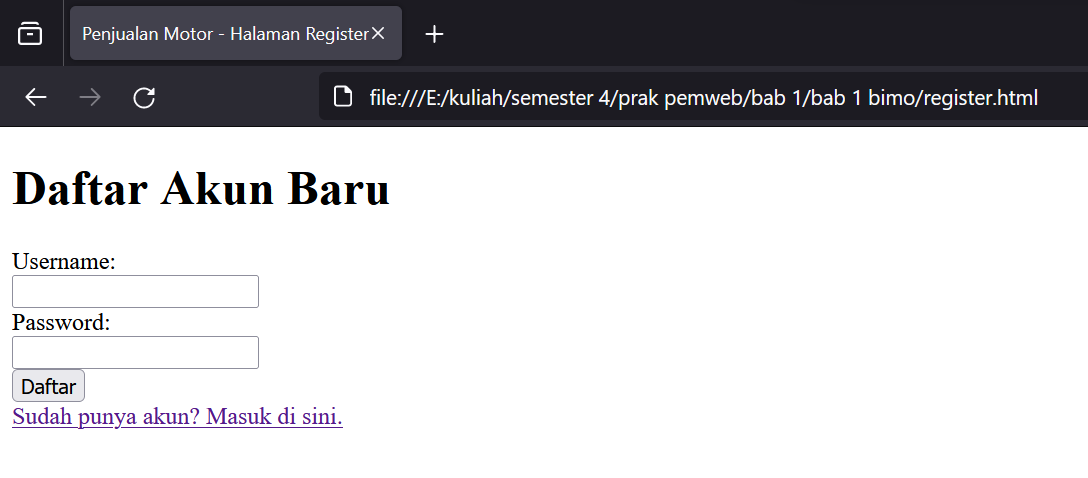 Penjualan Motor - Halaman Register
file:///E:/kuliah/semester 4/prak pemweb/bab 1/bab 1 bimo/register.html
Daftar Akun Baru
Username:
Password:
Daftar
Sudah punya akun? Masuk di sini.